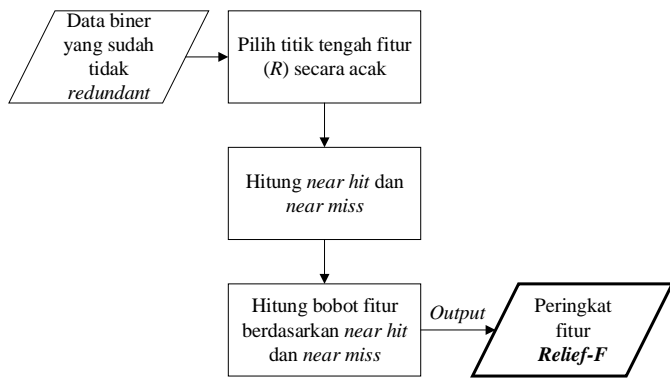 Data biner
yang sudah
tidak
redundant
Pilih titik tengah fitur
(R) secara acak
Hitung near hit dan
near miss
Hitung bobot fitur
berdasarkan near hit
dan near miss
Output
Peringkat
fitur
Relief-F